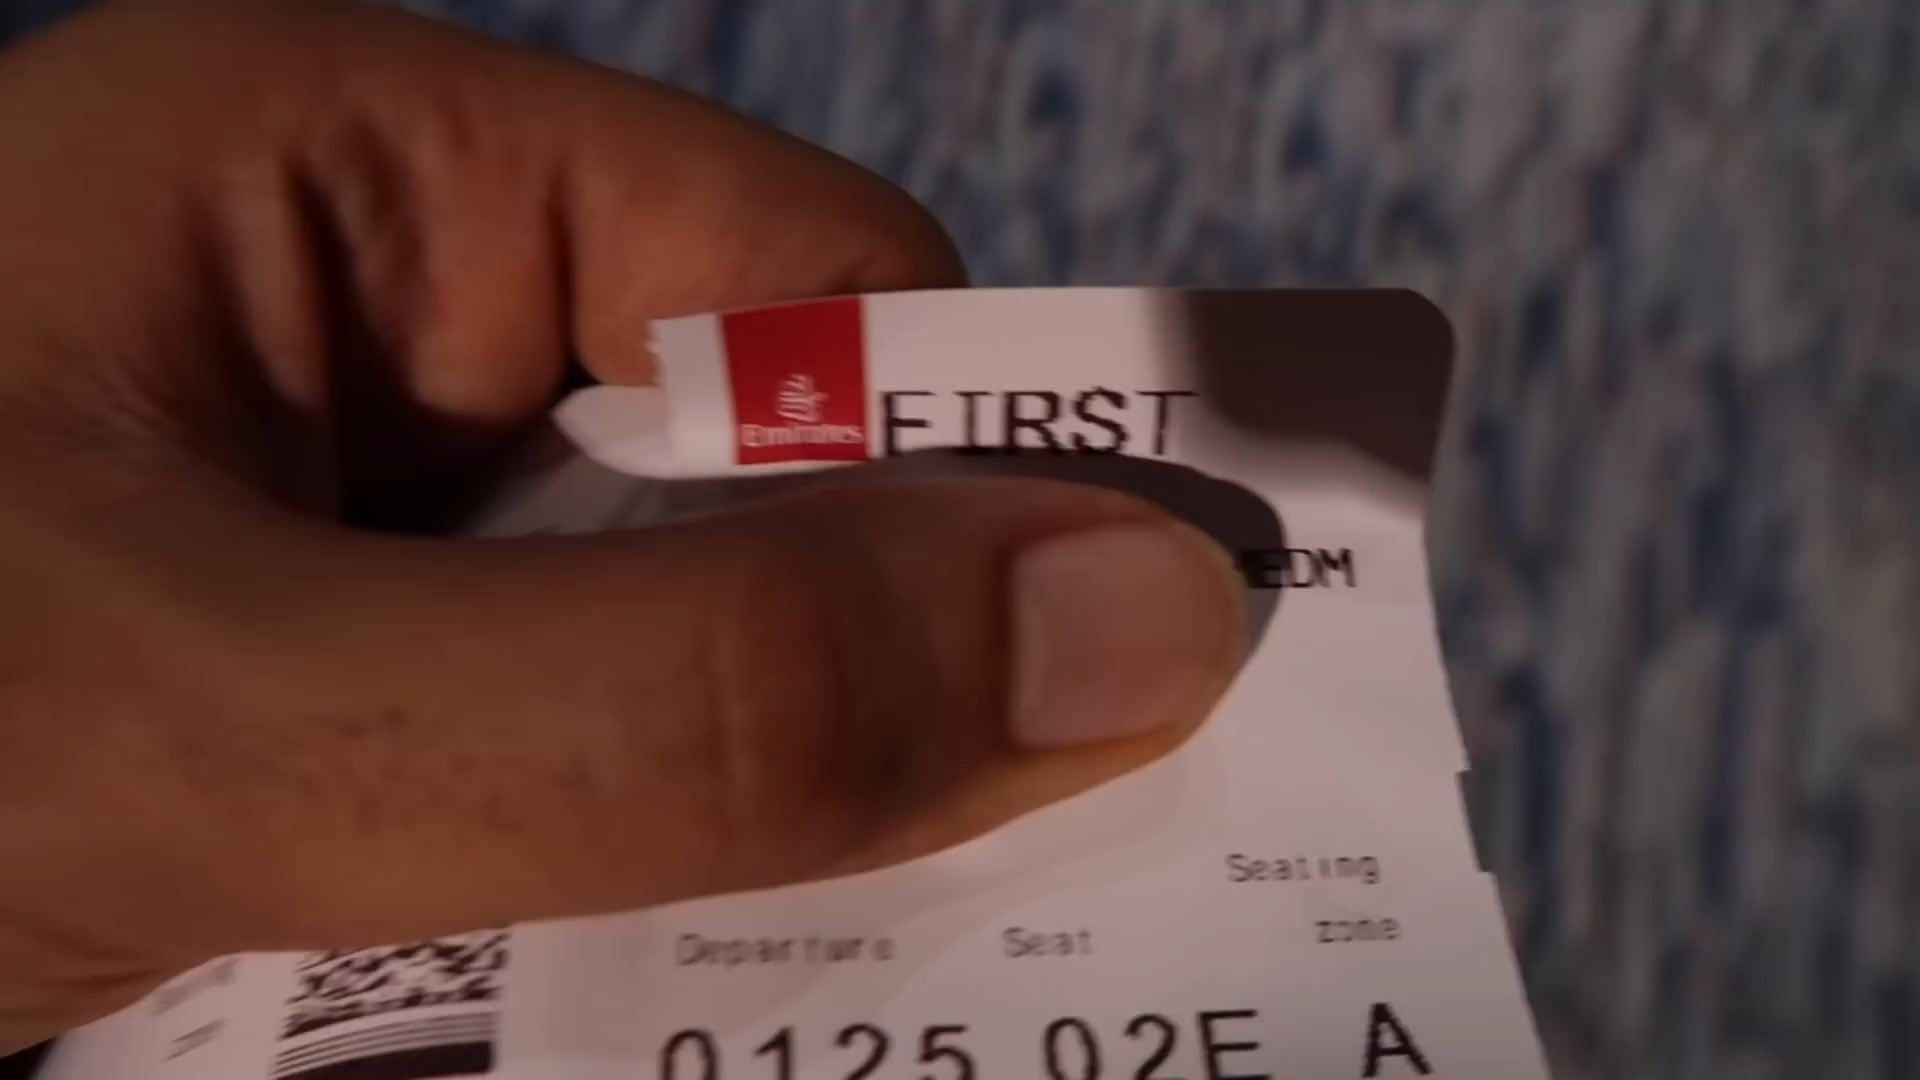 Emirates FIRST
EDM
Seating
Departure Seat zone
0125 02E A